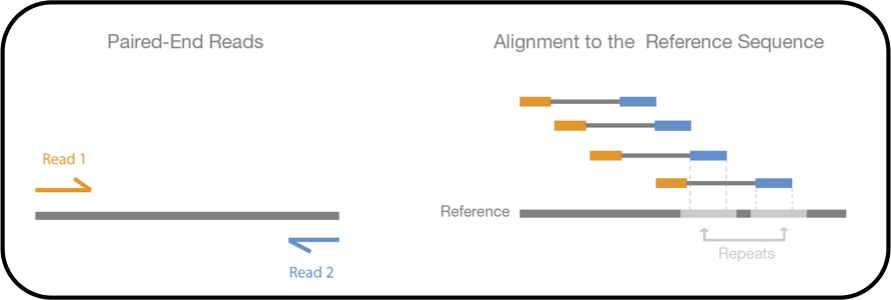 Paired-End Reads
Read 1
Read 2
Alignment to the Reference Sequence
Reference
Repeats